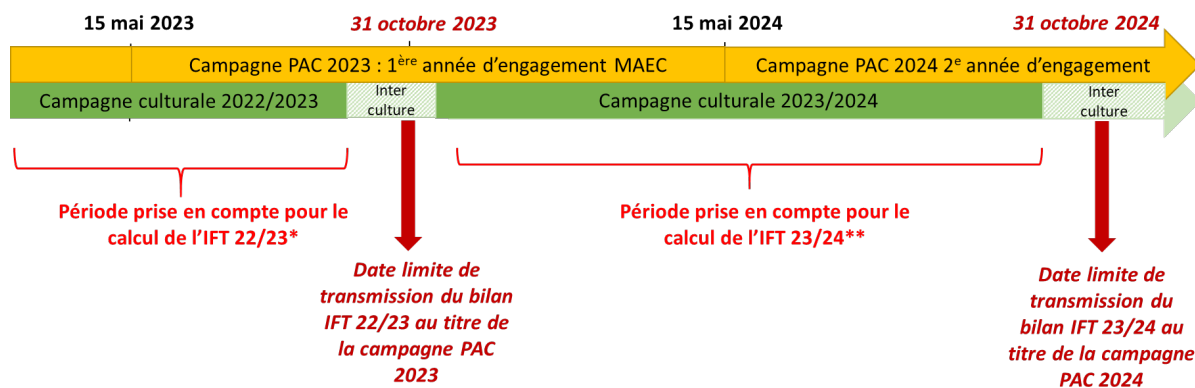 15 mai 2023
31 octobre 2023
15 mai 2024
31 octobre 2024
Campagne PAC 2023 : 1ère année d'engagement MAEC
Campagne PAC 2024 2e année d'engagement
Campagne culturale 2022/2023
Inter
culture
Campagne culturale 2023/2024
Inter
culture
Période prise en compte pour le
calcul de l'IFT 22/23*
Période prise en compte pour le
calcul de l'IFT 23/24**
Date limite de
transmission du bilan
IFT 22/23 au titre de
la campagne PAC
2023
Date limite de
transmission du
bilan IFT 23/24 au
titre de la campagne
PAC 2024